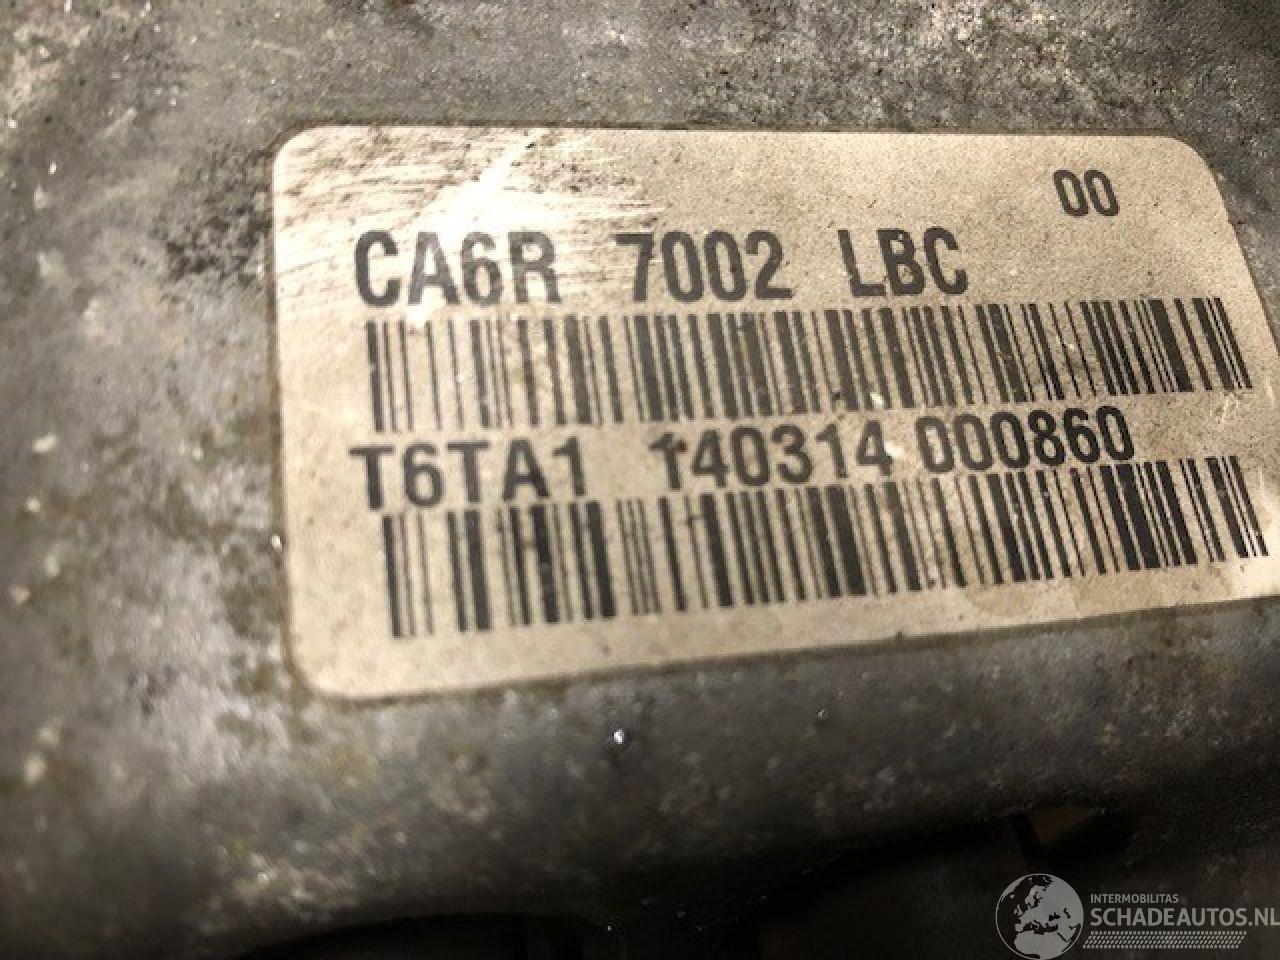 00
CA6R 7002 LBC
T6TA1 140314 000860
INTERMOBILITAS
SCHADEAUTOS.NL